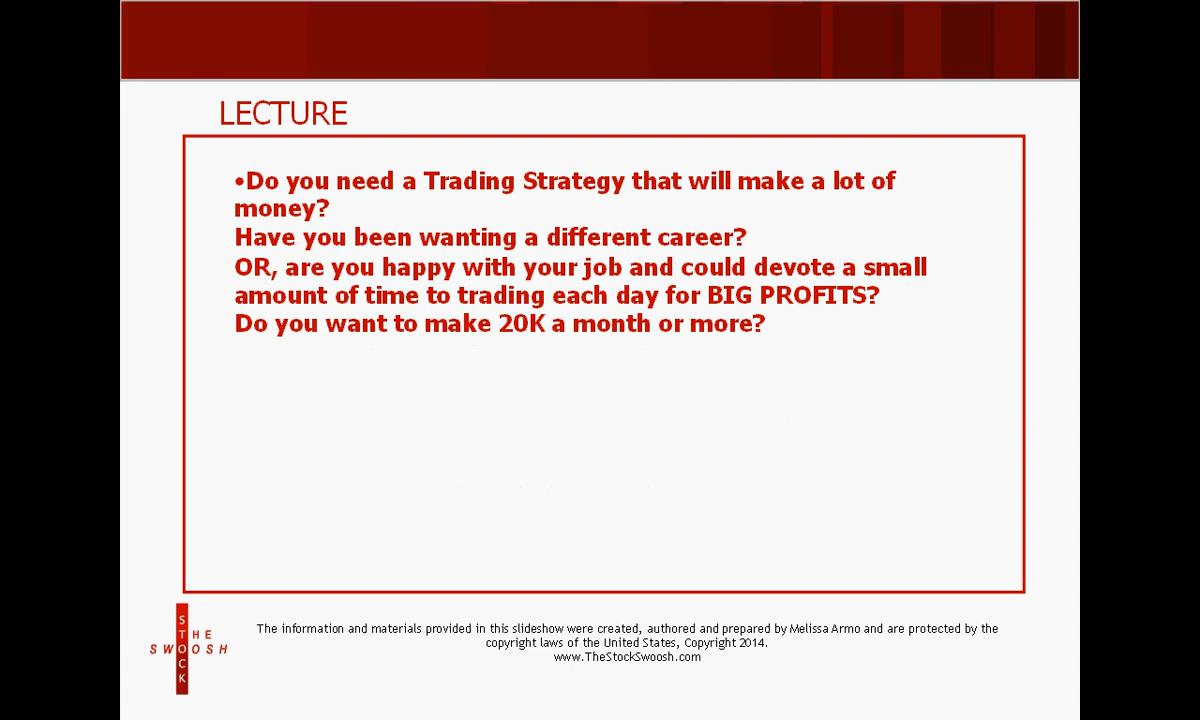 LECTURE
•Do you need a Trading Strategy that will make a lot of
money?
Have you been wanting a different career?
OR, are you happy with your job and could devote a small
amount of time to trading each day for BIG PROFITS?
Do you want to make 20K a month or more?
THE
STOCK
SWOOSH
The information and materials provided in this slideshow were created, authored and prepared by Melissa Armo and are protected by the
copyright laws of the United States, Copyright 2014.
www.TheStockSwoosh.com